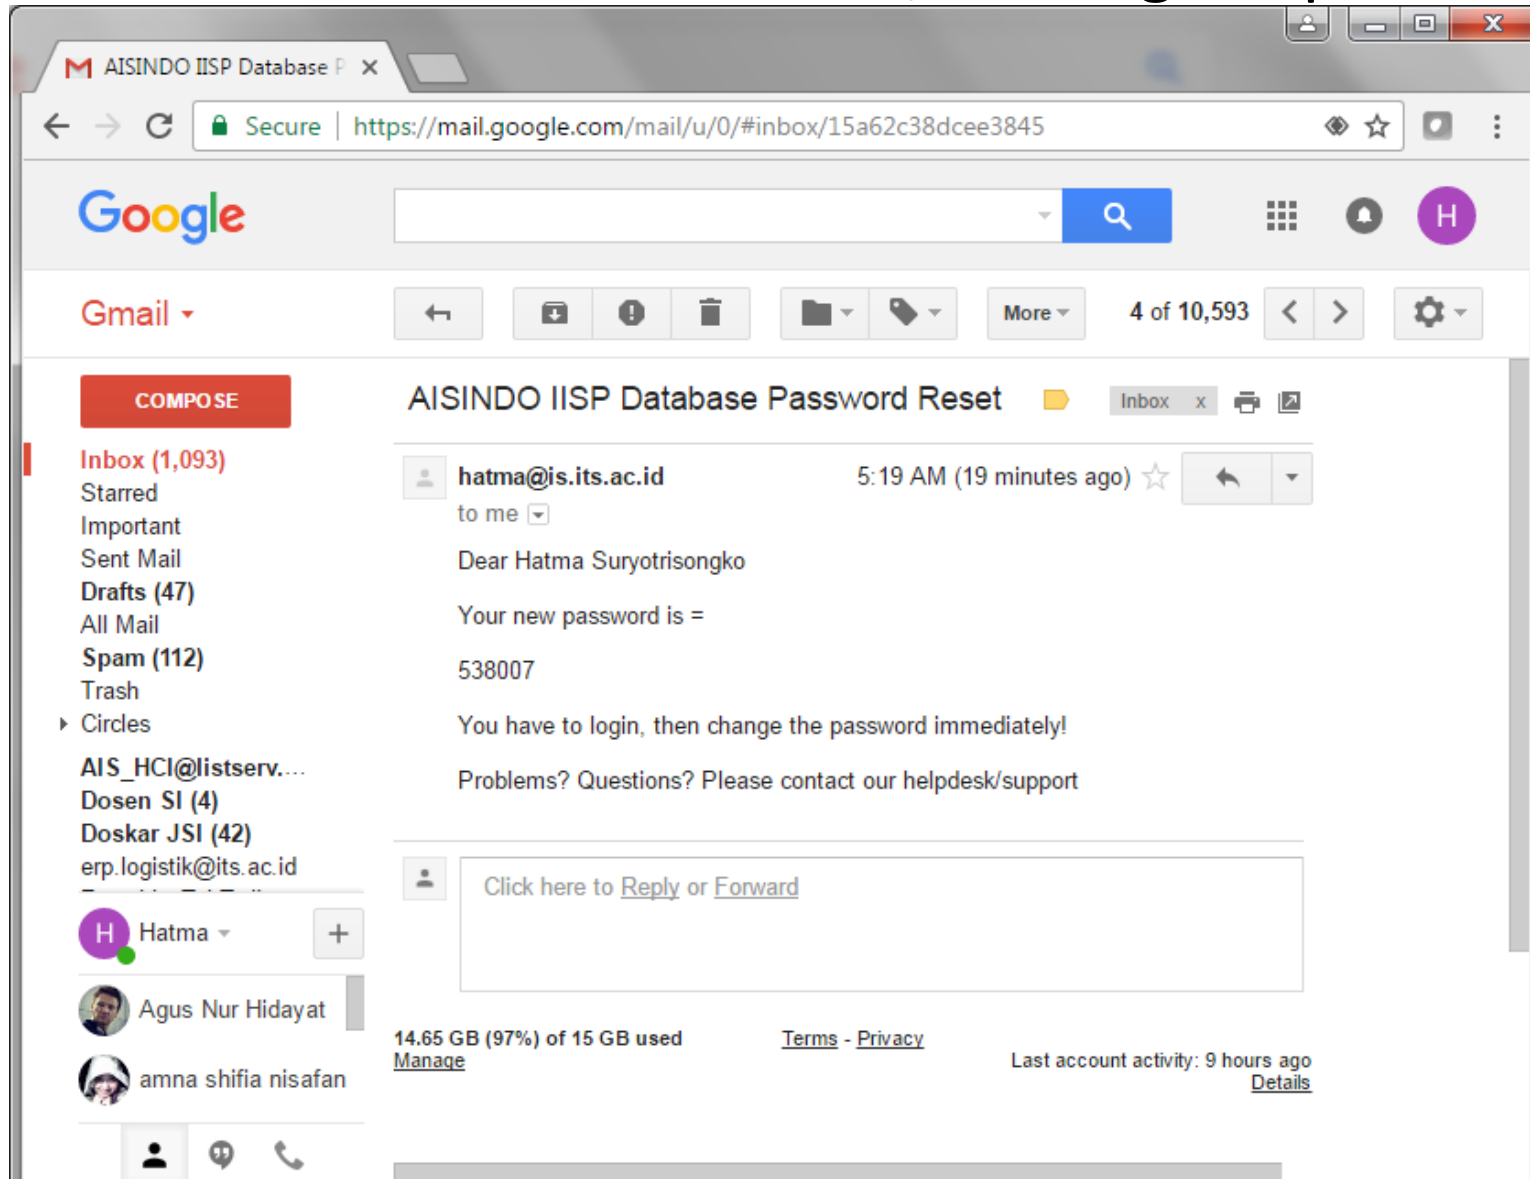 AISINDO IISP Database P
Secure | https://mail.google.com/mail/u/0/#inbox/15a62c38dcee3845
Google
H
Gmail
More
4 of 10,593
COMPOSE
AISINDO IISP Database Password Reset
Inbox x
Inbox (1,093)
Starred
Important
Sent Mail
Drafts (47)
All Mail
Spam (112)
Trash
Circles
AIS_HCI@listserv....
Dosen SI (4)
Doskar JSI (42)
erp.logistik@its.ac.id
hatma@is.its.ac.id
5:19 AM (19 minutes ago)
to me
Dear Hatma Suryotrisongko
Your new password is =
538007
You have to login, then change the password immediately!
Problems? Questions? Please contact our helpdesk/support
Click here to Reply or Forward
H Hatma
Agus Nur Hidayat
amna shifia nisafan
14.65 GB (97%) of 15 GB used
Manage
Terms - Privacy
Last account activity: 9 hours ago
Details